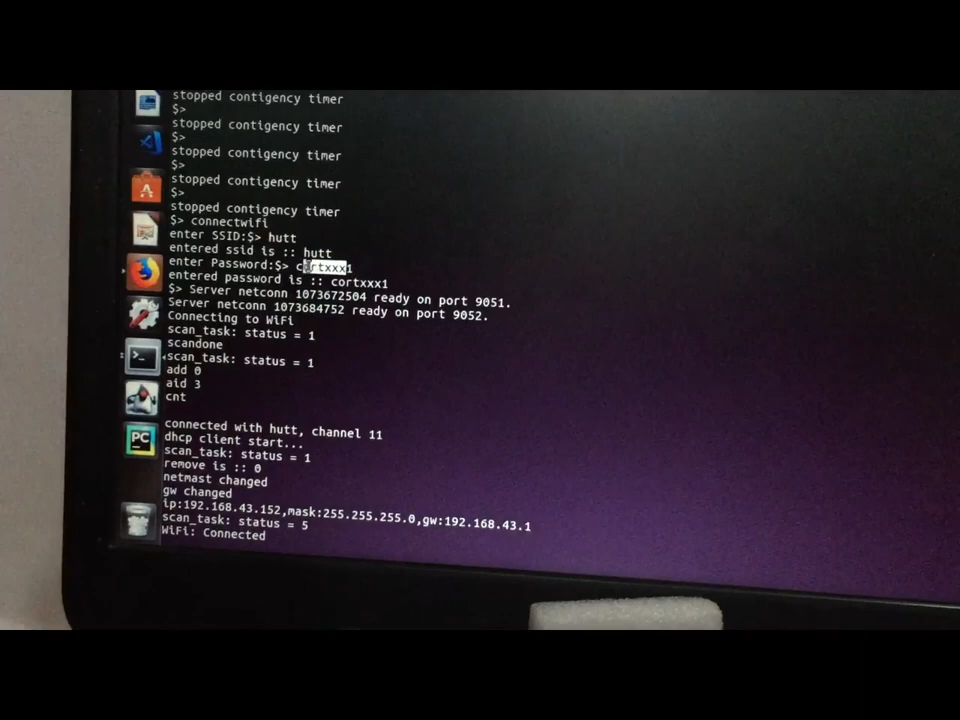 stopped contigency timer
$>
stopped contigency timer
$>
stopped contigency timer
$>
stopped contigency timer
$>
stopped contigency timer
$> connectwifi
enter SSID:$> hutt
entered ssid is :: hutt
enter Password:$> cortxxx1
entered password is :: cortxxx1
$> Server netconn 1073672504 ready on port 9051.
Server netconn 1073684752 ready on port 9052.
Connecting to WiFi
scan_task: status = 1
scandone
scan_task: status = 1
add 0
aid 3
cnt
connected with hutt, channel 11
dhcp client start...
scan_task: status = 1
remove is :: 0
netmast changed
gw changed
ip:192.168.43.152,mask:255.255.255.0,gw:192.168.43.1
scan_task: status = 5
WiFi: Connected
PC